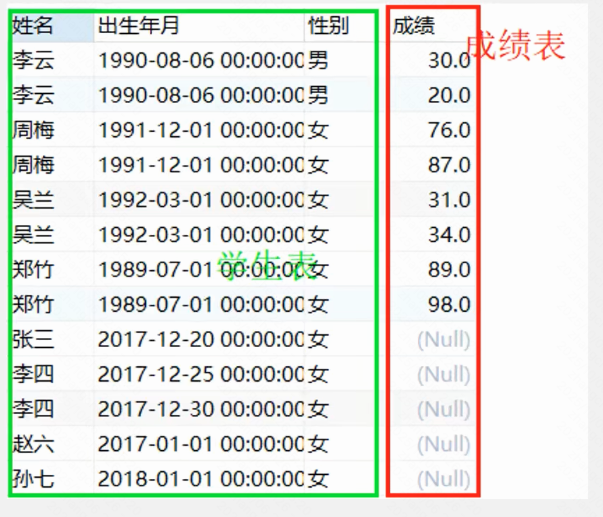 姓名 出生年月 性别 成绩
成绩表
李云 1990-08-06 00:00:00 男 30.0
李云 1990-08-06 00:00:00 男 20.0
周梅 1991-12-01 00:00:00 女 76.0
周梅 1991-12-01 00:00:00 女 87.0
吴兰 1992-03-01 00:00:00 女 31.0
吴兰 1992-03-01 00:00:00 女 34.0
学生表
郑竹 1989-07-01 00:00:00 女 89.0
郑竹 1989-07-01 00:00:00 女 98.0
张三 2017-12-20 00:00:00 女 (Null)
李四 2017-12-25 00:00:00 女 (Null)
李四 2017-12-30 00:00:00 女 (Null)
赵六 2017-01-01 00:00:00 女 (Null)
孙七 2018-01-01 00:00:00 女 (Null)